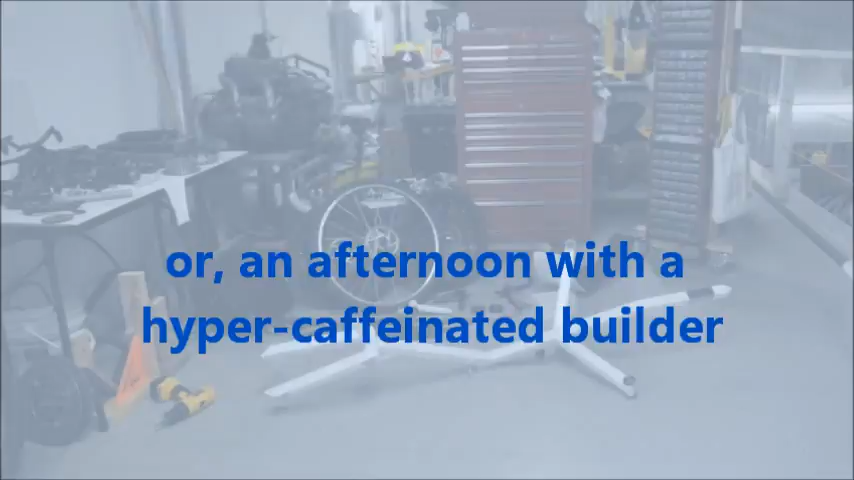 or, an afternoon with a
hyper-caffeinated builder